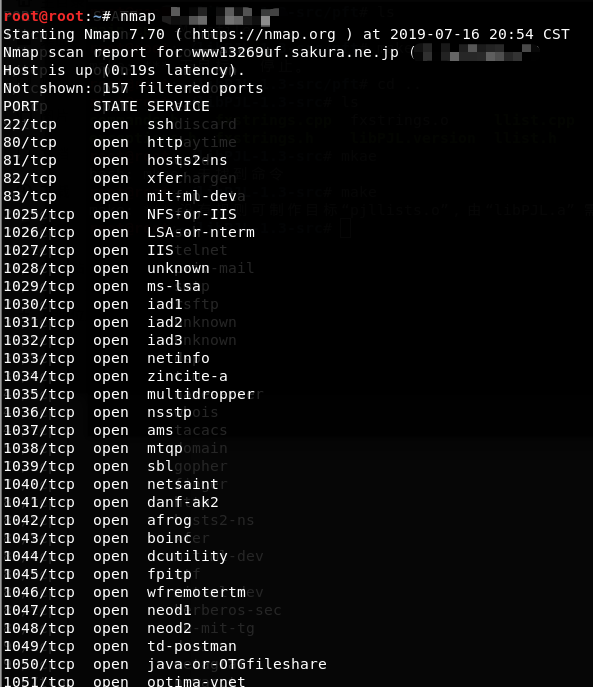 root@root:~# nmap
Starting Nmap 7.70 ( https://nmap.org ) at 2019-07-16 20:54 CST
Nmap scan report for www13269uf.sakura.ne.jp (
Host is up (0.19s latency).
Not shown: 157 filtered ports
PORT     STATE SERVICE
22/tcp   open  ssh
80/tcp   open  http
81/tcp   open  hosts2-ns
82/tcp   open  xfer
83/tcp   open  mit-ml-dev
1025/tcp open  NFS-or-IIS
1026/tcp open  LSA-or-nterm
1027/tcp open  IIS
1028/tcp open  unknown
1029/tcp open  ms-lsa
1030/tcp open  iad1
1031/tcp open  iad2
1032/tcp open  iad3
1033/tcp open  netinfo
1034/tcp open  zincite-a
1035/tcp open  multidropper
1036/tcp open  nsstp
1037/tcp open  ams
1038/tcp open  mtqp
1039/tcp open  sbl
1040/tcp open  netsaint
1041/tcp open  danf-ak2
1042/tcp open  afrog
1043/tcp open  boinc
1044/tcp open  dcutility
1045/tcp open  fpitp
1046/tcp open  wfremotertm
1047/tcp open  neod1
1048/tcp open  neod2
1049/tcp open  td-postman
1050/tcp open  java-or-OTGfileshare
1051/tcp open  optima-vnet